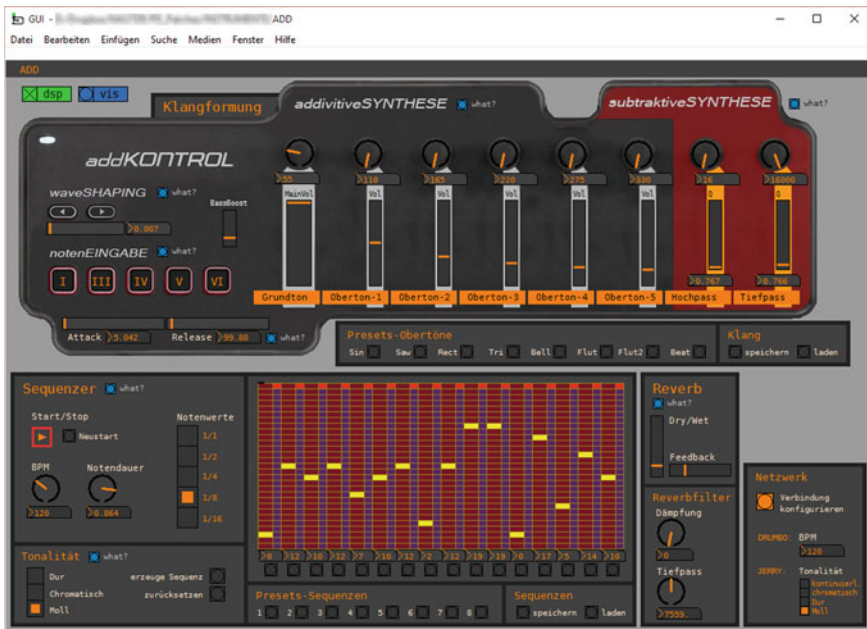 GUI - ADD
Datei Bearbeiten Einfügen Suche Medien Fenster Hilfe
ADD
dsp vis
Klangformung
addivitiveSYNTHESE what?
subtraktiveSYNTHESE what?
addKONTROL
waveSHAPING what?
0.007
BassBoost
notenEINGABE what?
I III IV V VI
55 110 165 220 275 330 16 16000
MainVol Vol Vol Vol Vol Vol Q Q
0.767 0.766
Grundton Oberton-1 Oberton-2 Oberton-3 Oberton-4 Oberton-5 Hochpass Tiefpass
Attack 5.042 Release 99.88 what?
Presets-Obertöne
Sin Saw Rect Tri Bell Flut Flut2 Beat
Klang
speichern laden
Sequenzer what?
Start/Stop
Neustart
BPM
120
Notendauer
0.864
Notenwerte
1/1
1/2
1/4
1/8
1/16
Tonalität what?
Dur
Chromatisch
Moll
erzeuge Sequenz
zurücksetzen
0 12 10 12 7 10 12 2 12 19 19 0 17 5 14 10
Presets-Sequenzen
1 2 3 4 5 6 7 8
Sequenzen
speichern laden
Reverb
what?
Dry/Wet
Feedback
Reverbfilter
Dämpfung
0
Tiefpass
7559.
Netzwerk
Verbindung
konfigurieren
DRUMBO: BPM
120
JERRY: Tonalität
kontinuierl.
chromatisch
Dur
Moll